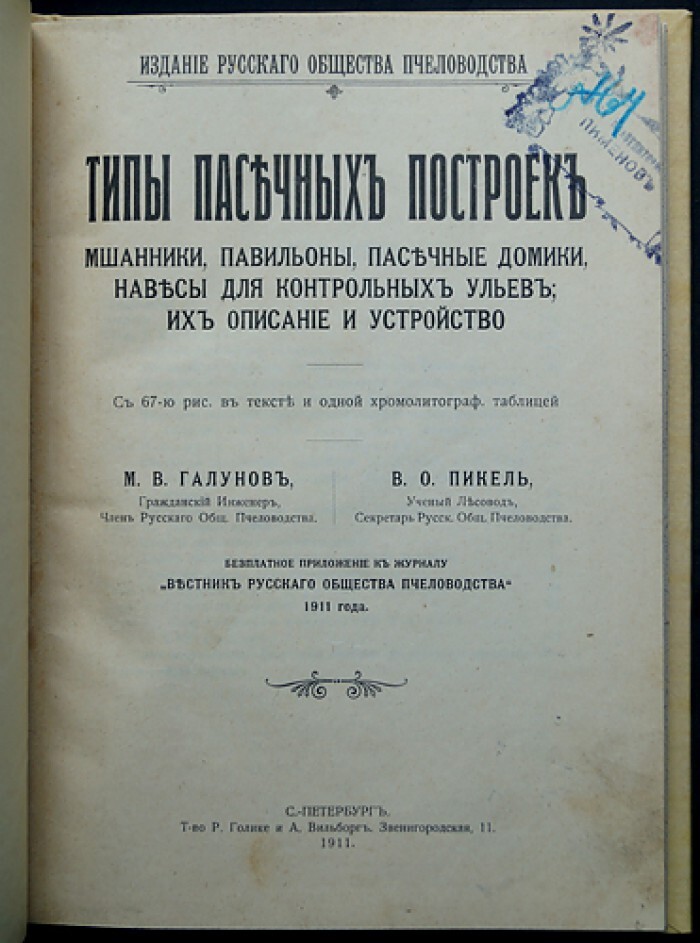 ИЗДАНІЕ РУССКАГО ОБЩЕСТВА ПЧЕЛОВОДСТВА
ТИПЫ ПАСѢЧНЫХЪ ПОСТРОЕКЪ
МШАННИКИ, ПАВИЛЬОНЫ, ПАСѢЧНЫЕ ДОМИКИ,
НАВѢСЫ ДЛЯ КОНТРОЛЬНЫХЪ УЛЬЕВЪ;
ИХЪ ОПИСАНІЕ И УСТРОЙСТВО
Съ 67-ю рис. въ текстѣ и одной хромолитограф. таблицей
М. В. ГАЛУНОВЪ,
Гражданскій Инженеръ,
Членъ Русскаго Общ. Пчеловодства.
В. О. ПИКЕЛЬ,
Ученый Лѣсоводъ,
Секретарь Русск. Общ. Пчеловодства.
БЕЗПЛАТНОЕ ПРИЛОЖЕНІЕ КЪ ЖУРНАЛУ
„ВѢСТНИКЪ РУССКАГО ОБЩЕСТВА ПЧЕЛОВОДСТВА“
1911 года.
С.-ПЕТЕРБУРГЪ.
Т-во Р. Голике и А. Вильборгъ. Звенигородская, 11.
1911.
ПИМЕНОВЪ